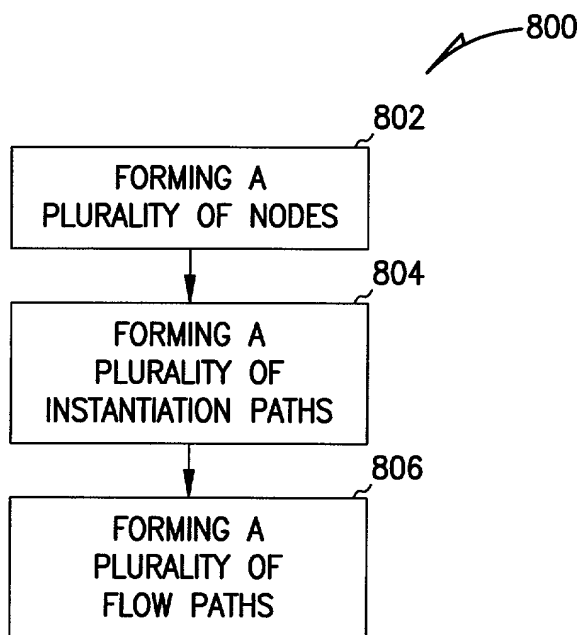 800
802
FORMING A
PLURALITY OF NODES
804
FORMING A
PLURALITY OF
INSTANTIATION PATHS
806
FORMING A
PLURALITY OF
FLOW PATHS